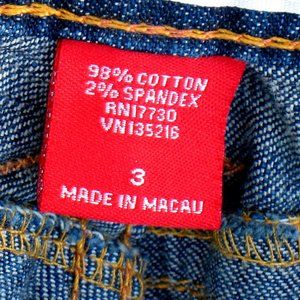 98% COTTON
2% SPANDEX
RN17730
VN135216
3
MADE IN MACAU